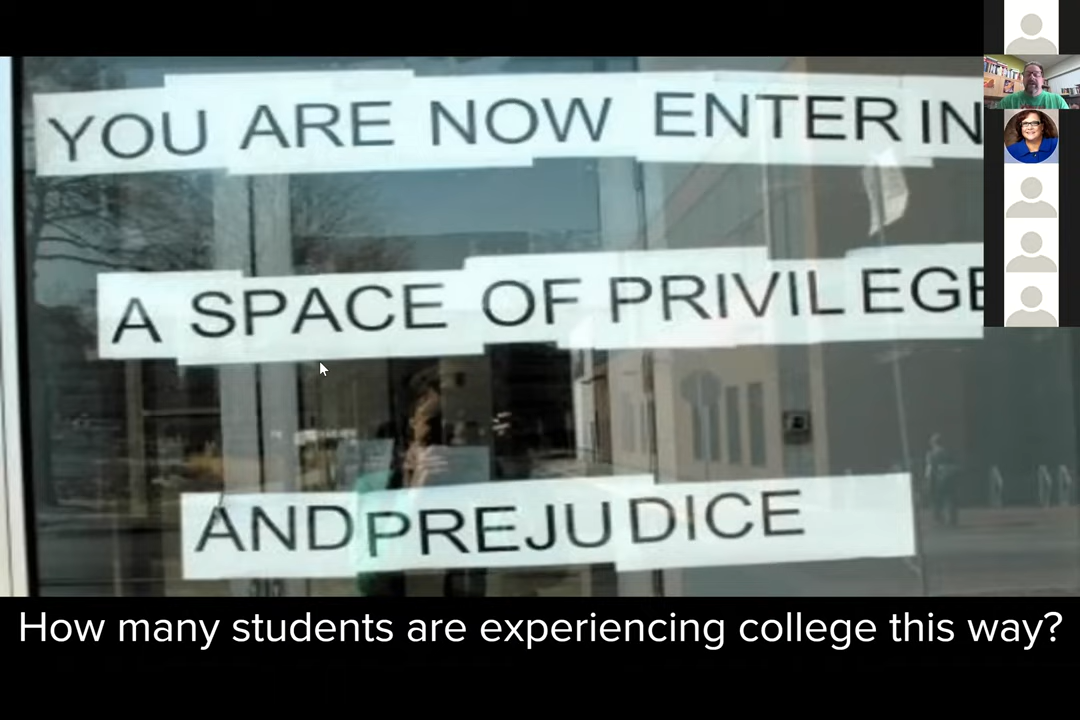 YOU ARE NOW ENTERIN
A SPACE OF PRIVILEGE
AND PREJUDICE
How many students are experiencing college this way?